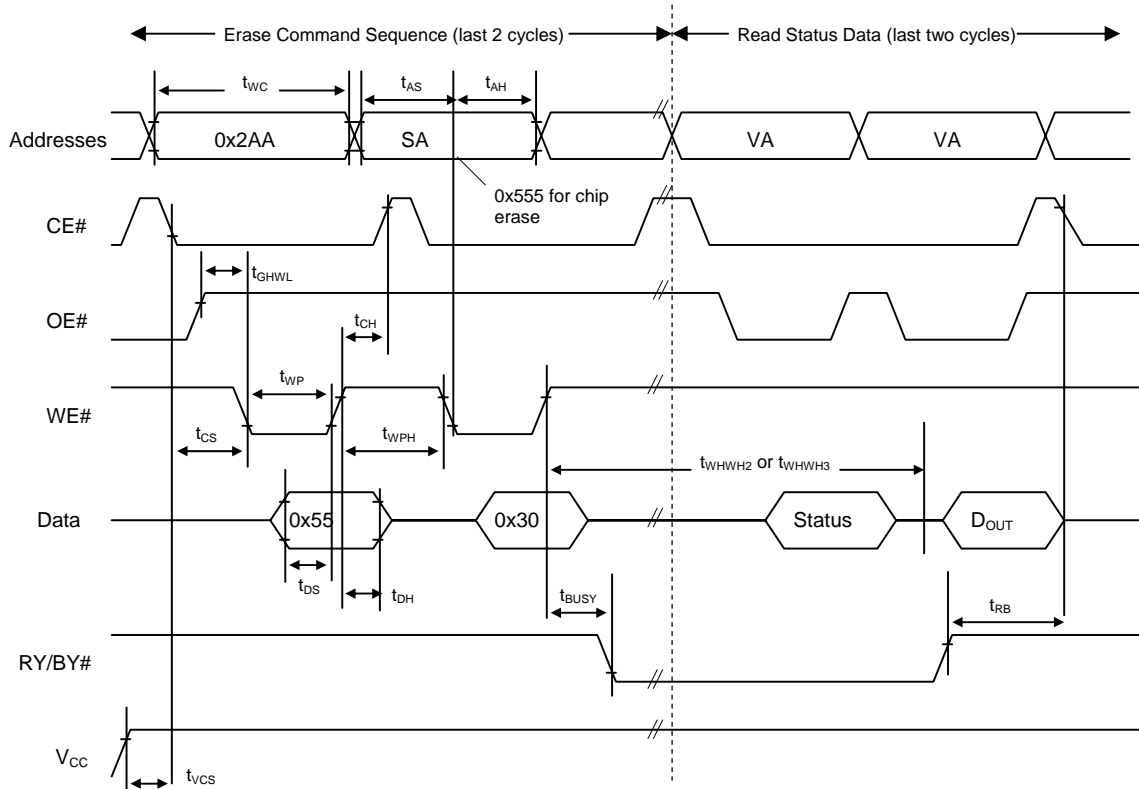 Erase Command Sequence (last 2 cycles)
Read Status Data (last two cycles)
tWC
tAS
tAH
Addresses
0x2AA
SA
VA
VA
0x555 for chip
erase
CE#
tGHWL
OE#
tCH
tWP
WE#
tCS
tWPH
tWHWH2 or tWHWH3
Data
0x55
0x30
Status
DOUT
tDS
tDH
tBUSY
tRB
RY/BY#
VCC
tVCS